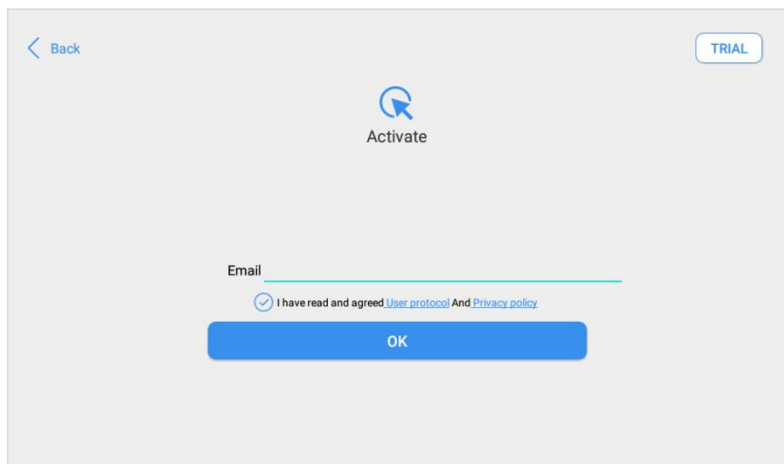 Back
TRIAL
Activate
Email
I have read and agreed User protocol And Privacy policy
OK